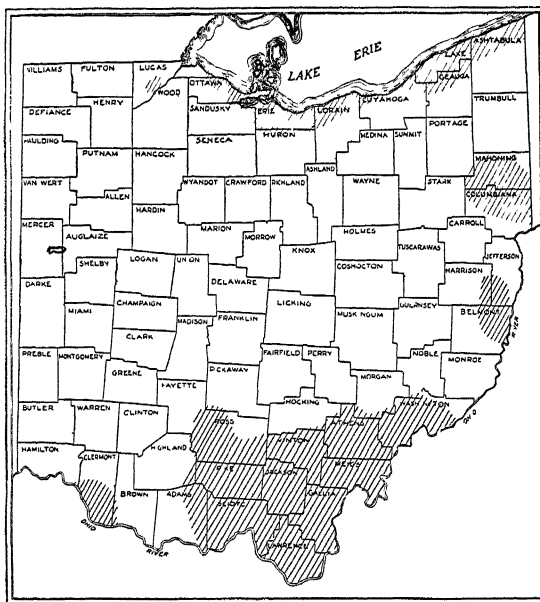 LAKE ERIE
WILLIAMS
FULTON
LUCAS
OTTAWA
WOOD
LAKE
ASHTABULA
GEAUGA
CUYAHOGA
LORAIN
ERIE
TRUMBULL
DEFIANCE
HENRY
SANDUSKY
HURON
MEDINA
SUMMIT
PORTAGE
PAULDING
PUTNAM
HANCOCK
SENECA
ASHLAND
MAHONING
VAN WERT
ALLEN
WYANDOT
CRAWFORD
RICHLAND
WAYNE
STARK
COLUMBIANA
HARDIN
MERCER
AUGLAIZE
MARION
MORROW
HOLMES
TUSCARAWAS
CARROLL
JEFFERSON
SHELBY
LOGAN
UNION
KNOX
COSHOCTON
HARRISON
DARKE
DELAWARE
LICKING
MUSKINGUM
GUERNSEY
BELMONT
MIAMI
CHAMPAIGN
MADISON
FRANKLIN
CLARK
RIVER
PREBLE
MONTGOMERY
GREENE
PICKAWAY
FAIRFIELD
PERRY
NOBLE
MONROE
MORGAN
FAYETTE
HOCKING
WASHINGTON
OHIO
BUTLER
WARREN
CLINTON
ROSS
ATHENS
VINTON
HAMILTON
CLERMONT
HIGHLAND
PIKE
JACKSON
MEIGS
BROWN
ADAMS
SCIOTO
GALLIA
LAWRENCE
OHIO
RIVER